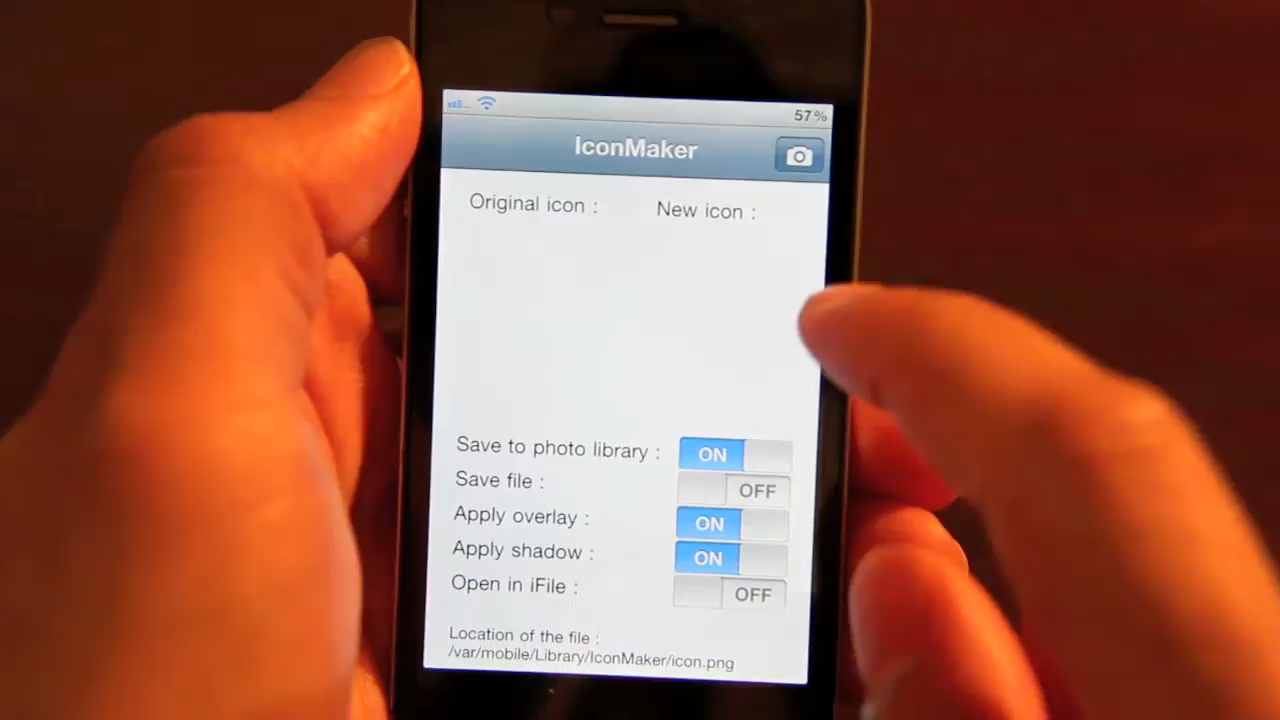 57%
IconMaker
Original icon : New icon :
Save to photo library : ON
Save file : OFF
Apply overlay : ON
Apply shadow : ON
Open in iFile : OFF
Location of the file :
/var/mobile/Library/IconMaker/icon.png